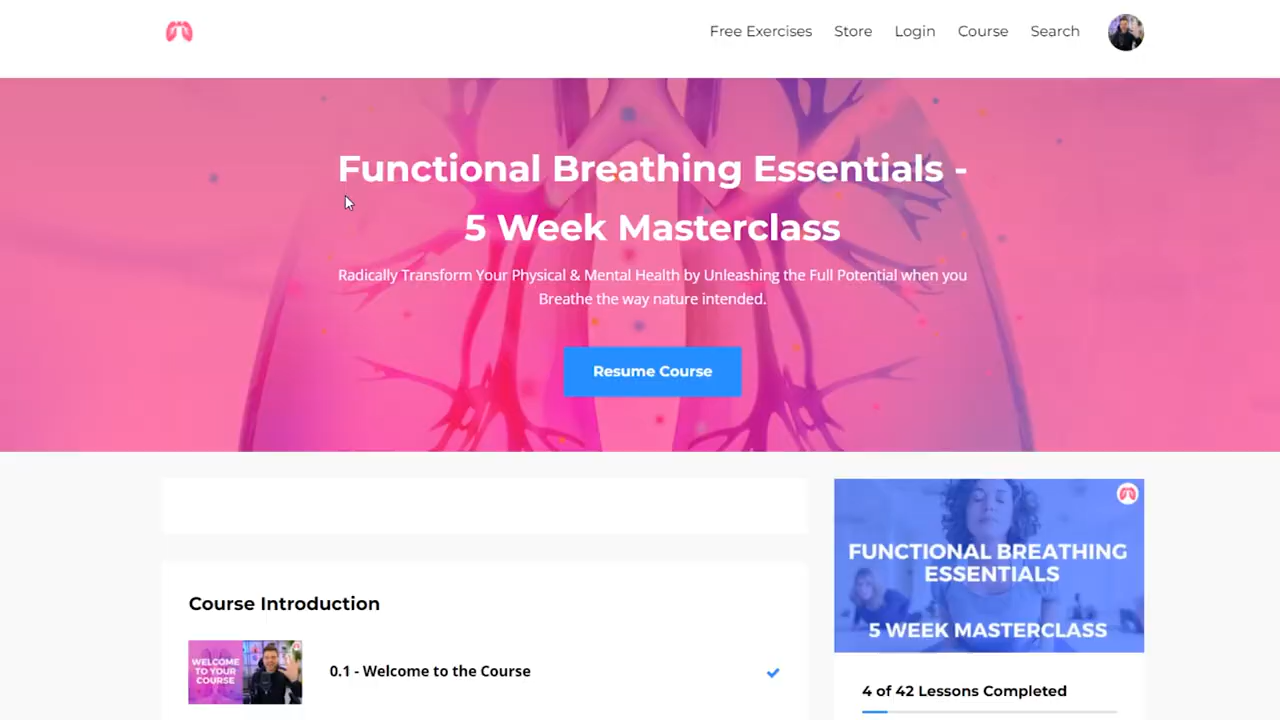 Free Exercises Store Login Course Search
Functional Breathing Essentials -
5 Week Masterclass
Radically Transform Your Physical & Mental Health by Unleashing the Full Potential when you
Breathe the way nature intended.
Resume Course
Course Introduction
WELCOME
TO YOUR
COURSE
0.1 - Welcome to the Course
FUNCTIONAL BREATHING
ESSENTIALS
5 WEEK MASTERCLASS
4 of 42 Lessons Completed